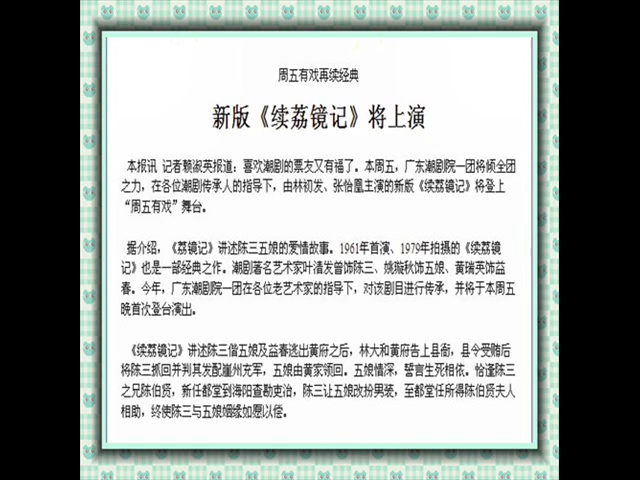 周五有戏再续经典
新版《续荔镜记》将上演
本报讯 记者赖淑英报道：喜欢潮剧的票友又有福了。本周五，广东潮剧院一团将倾全团
之力，在各位潮剧传承人的指导下，由林初发、张怡凰主演的新版《续荔镜记》将登上
“周五有戏”舞台。
据介绍，《荔镜记》讲述陈三五娘的爱情故事。1961年首演、1979年拍摄的《续荔镜
记》也是一部经典之作。潮剧著名艺术家叶清发曾饰陈三、姚璇秋饰五娘、黄瑞英饰益
春。今年，广东潮剧院一团在各位老艺术家的指导下，对该剧目进行传承，并将于本周五
晚首次登台演出。
《续荔镜记》讲述陈三偕五娘及益春逃出黄府之后，林大和黄府告上县衙，县令受贿后
将陈三抓回并判其发配崖州充军，五娘由黄家领回。五娘情深，誓言生死相依。恰逢陈三
之兄陈伯贤，新任都堂到海阳查勘吏治，陈三让五娘改扮男装，至都堂任所得陈伯贤夫人
相助，终使陈三与五娘姻缘如愿以偿。